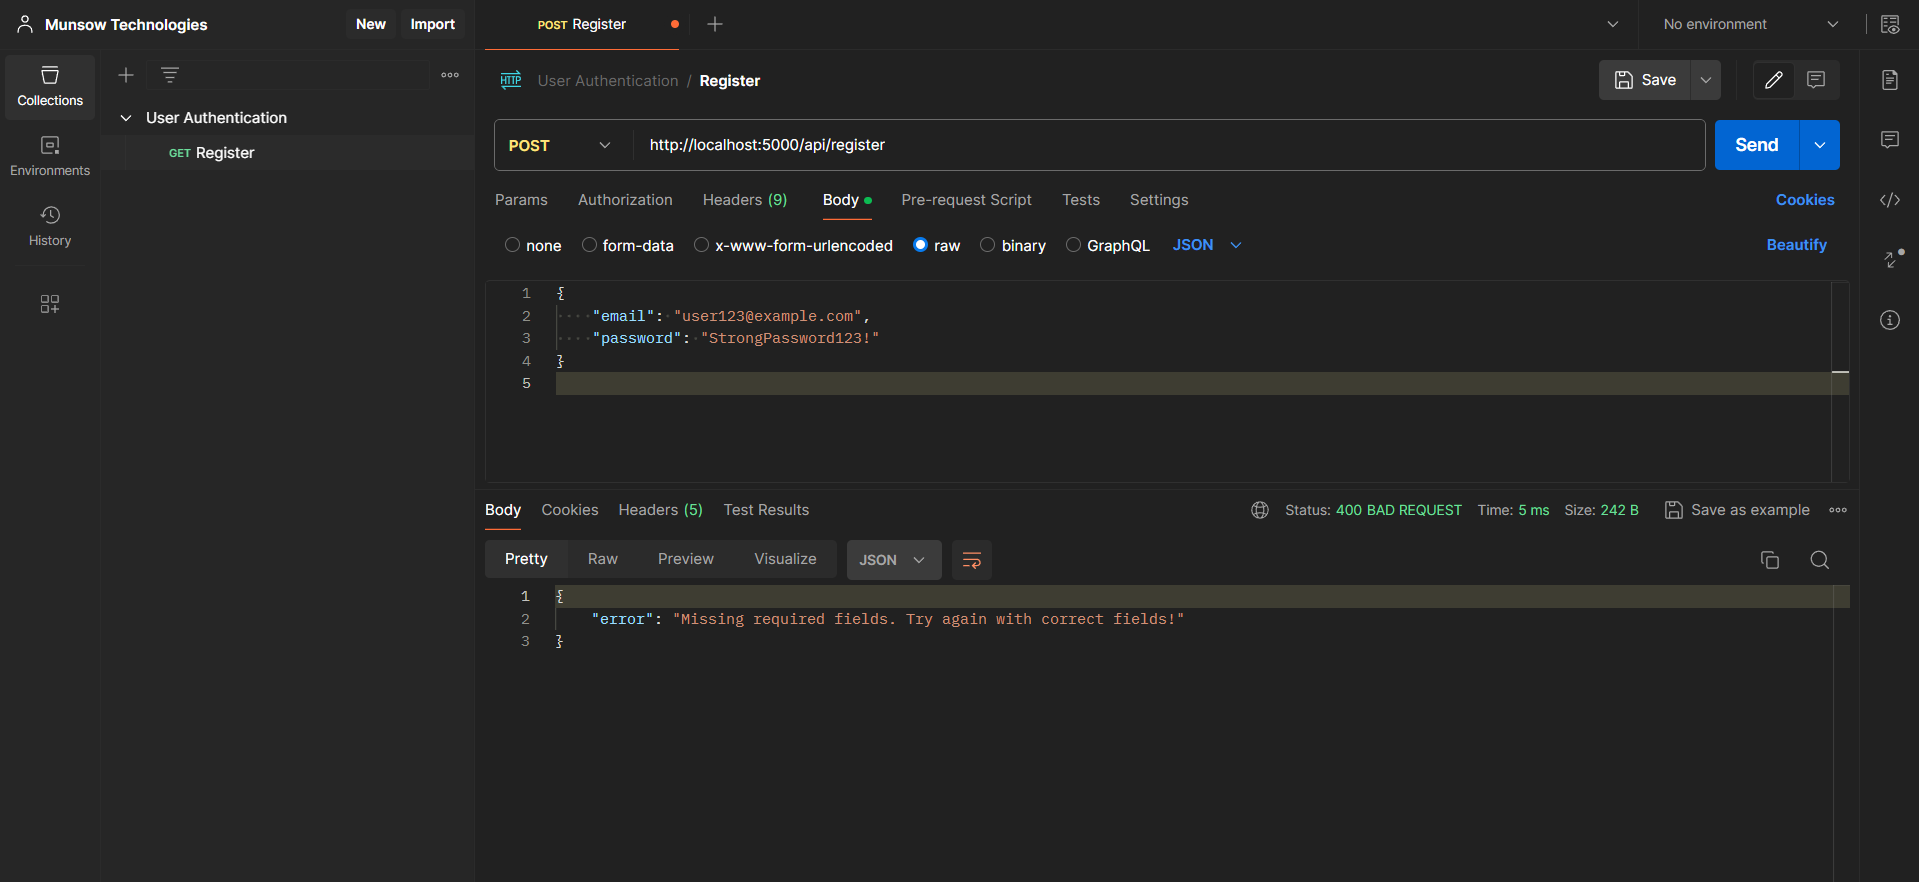 Munsow Technologies
New
Import
POST Register
No environment
Collections
Environments
History
User Authentication
GET Register
HTTP User Authentication / Register
Save
POST
http://localhost:5000/api/register
Send
Params Authorization Headers (9) Body Pre-request Script Tests Settings
Cookies
none form-data x-www-form-urlencoded raw binary GraphQL JSON
Beautify
1 {
2 "email": "user123@example.com",
3 "password": "StrongPassword123!"
4 }
5
Body Cookies Headers (5) Test Results
Status: 400 BAD REQUEST Time: 5 ms Size: 242 B Save as example
Pretty Raw Preview Visualize JSON
1 {
2 "error": "Missing required fields. Try again with correct fields!"
3 }